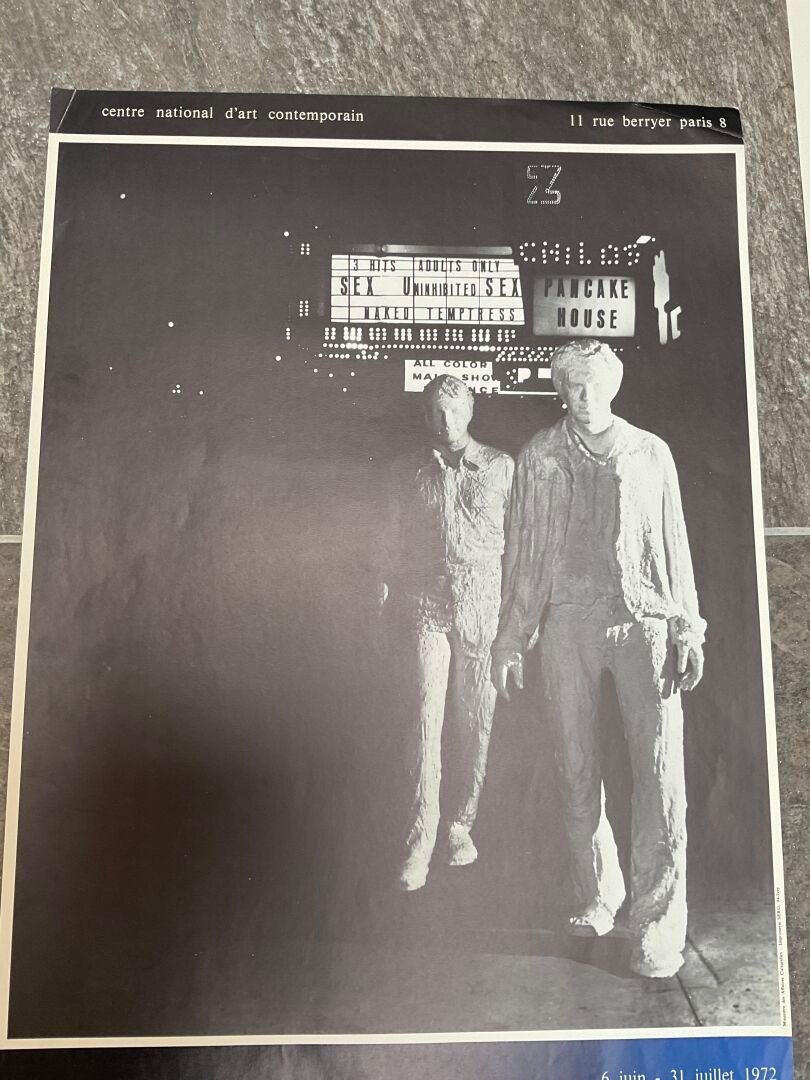 centre national d'art contemporain
11 rue berryer paris 8
CHILDS
3 HITS ADULTS ONLY
SEX UNINHIBITED SEX
NAKED TEMPTRESS
PANCAKE
HOUSE
ALL COLOR
6 juin - 31 juillet 1972